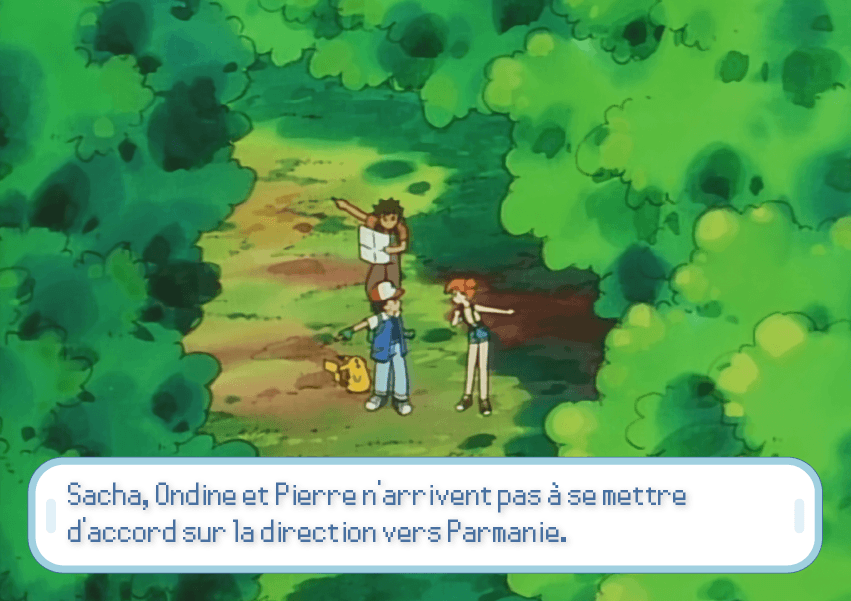 Sacha, Ondine et Pierre n'arrivent pas à se mettre
d'accord sur la direction vers Parmanie.